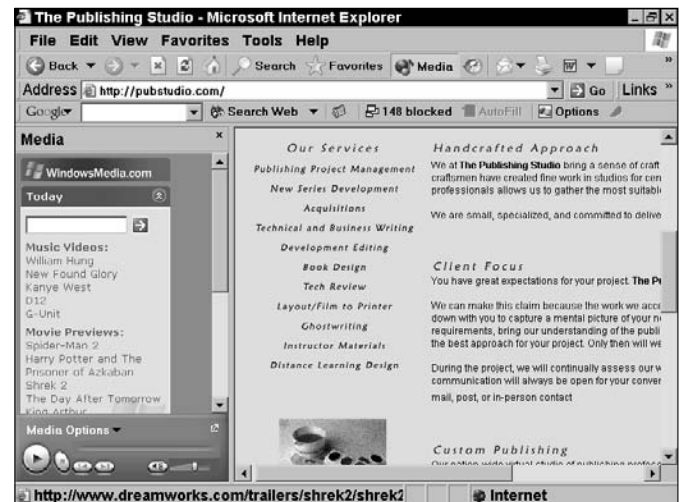 The Publishing Studio - Microsoft Internet Explorer
File Edit View Favorites Tools Help
Back Search Favorites Media
Address http://pubstudio.com/ Go Links »
Google Search Web 148 blocked AutoFill Options
Media ×
WindowsMedia.com
Today
Music Videos:
William Hung
New Found Glory
Kanye West
D12
G-Unit
Movie Previews:
Spider-Man 2
Harry Potter and The
Prisoner of Azkaban
Shrek 2
The Day After Tomorrow
King Arthur
Media Options
Our Services
Publishing Project Management
New Series Development
Acquisitions
Technical and Business Writing
Development Editing
Book Design
Tech Review
Layout/Film to Printer
Ghostwriting
Instructor Materials
Distance Learning Design
Handcrafted Approach
We at The Publishing Studio bring a sense of craft
craftsmen have created fine work in studios for cen
professionals allows us to gather the most suitabl
We are small, specialized, and committed to delive
Client Focus
You have great expectations for your project. The P
We can make this claim because the work we acc
down with you to capture a mental picture of your n
requirements, bring our understanding of the publi
the best approach for your project. Only then will we
During the project, we will continually assess our w
communication will always be open for your conver
mail, post, or in-person contact
Custom Publishing
Our nation-wide virtual studio of publishing profess
http://www.dreamworks.com/trailers/shrek2/shrek2 Internet